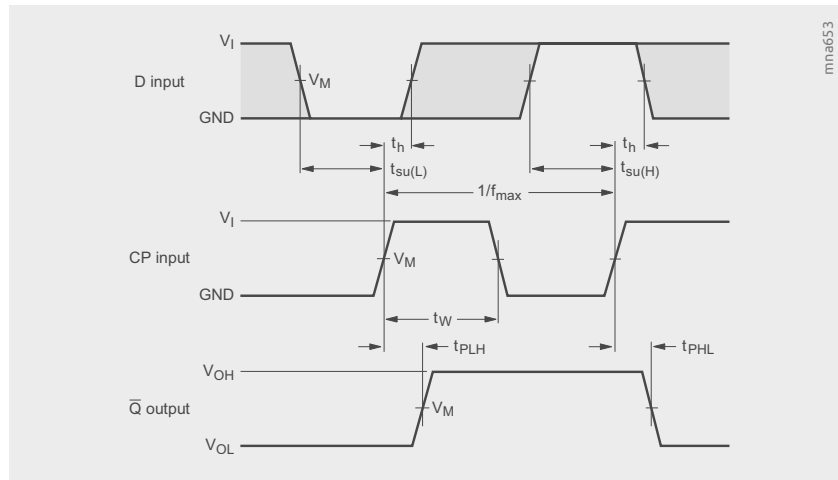 mna653
V_I
D input
V_M
GND
t_h
t_h
t_su(L)
t_su(H)
1/f_max
V_I
CP input
V_M
GND
t_W
t_PLH
t_PHL
V_OH
Q̅ output
V_M
V_OL